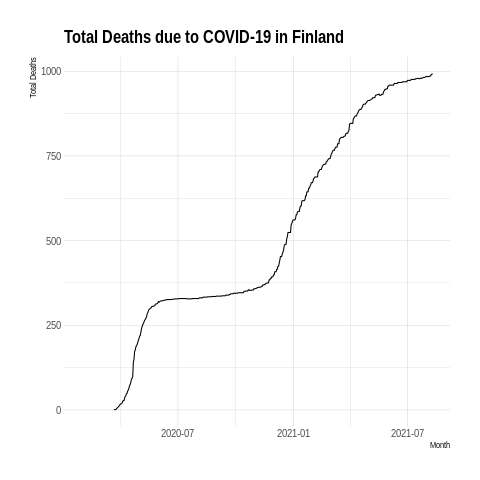 Total Deaths due to COVID-19 in Finland
Total Deaths
1000
750
500
250
0
2020-07
2021-01
2021-07
Month